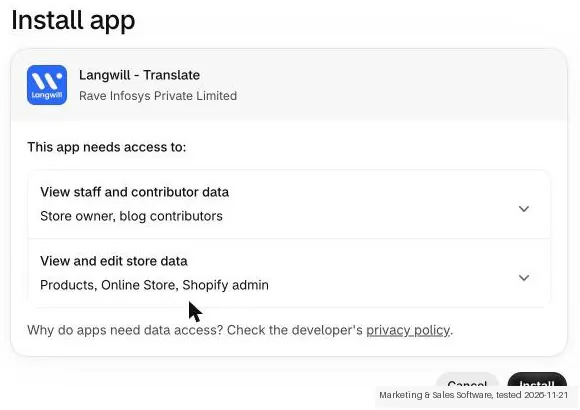 Install app
Langwill
Langwill - Translate
Rave Infosys Private Limited
This app needs access to:
View staff and contributor data
Store owner, blog contributors
View and edit store data
Products, Online Store, Shopify admin
Why do apps need data access? Check the developer's privacy policy.
Cancel Install
Marketing & Sales Software, tested 2026-11-21